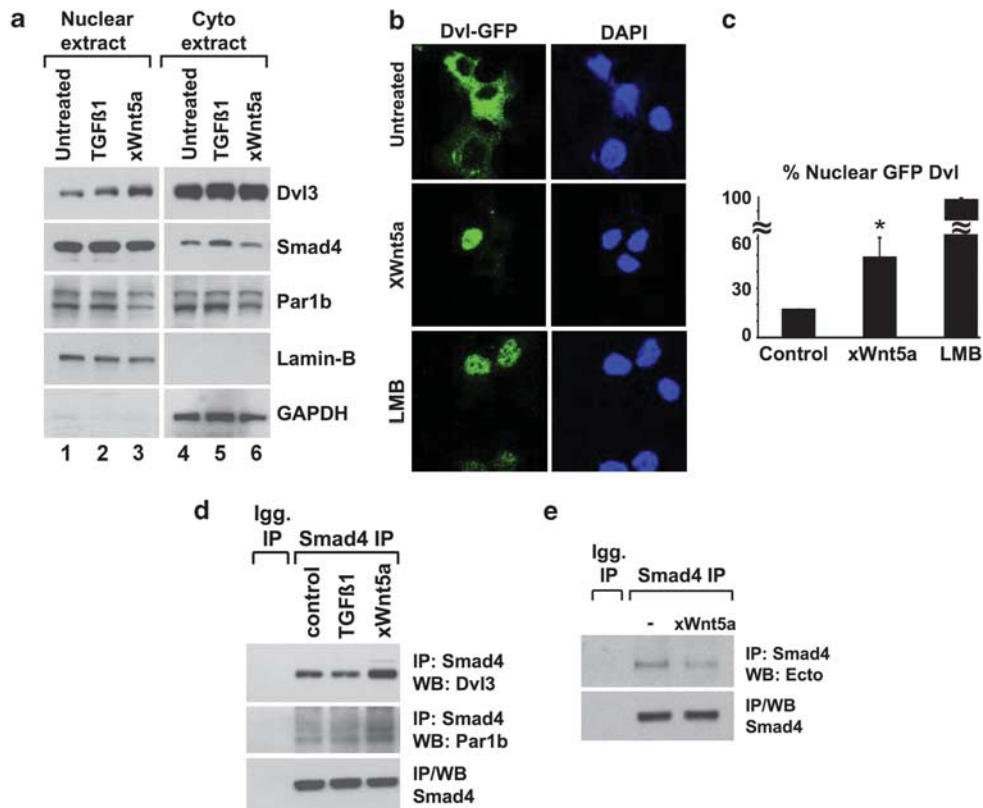 a
Nuclear extract
Cyto extract
Untreated
TGFß1
xWnt5a
Untreated
TGFß1
xWnt5a
Dvl3
Smad4
Par1b
Lamin-B
GAPDH
1 2 3 4 5 6
b
Dvl-GFP
DAPI
Untreated
xWnt5a
LMB
c
% Nuclear GFP Dvl
100
60
30
0
*
Control
xWnt5a
LMB
d
Igg.
IP
Smad4 IP
control
TGFß1
xWnt5a
IP: Smad4
WB: Dvl3
IP: Smad4
WB: Par1b
IP/WB
Smad4
e
Igg.
IP
Smad4 IP
- xWnt5a
IP: Smad4
WB: Ecto
IP/WB
Smad4